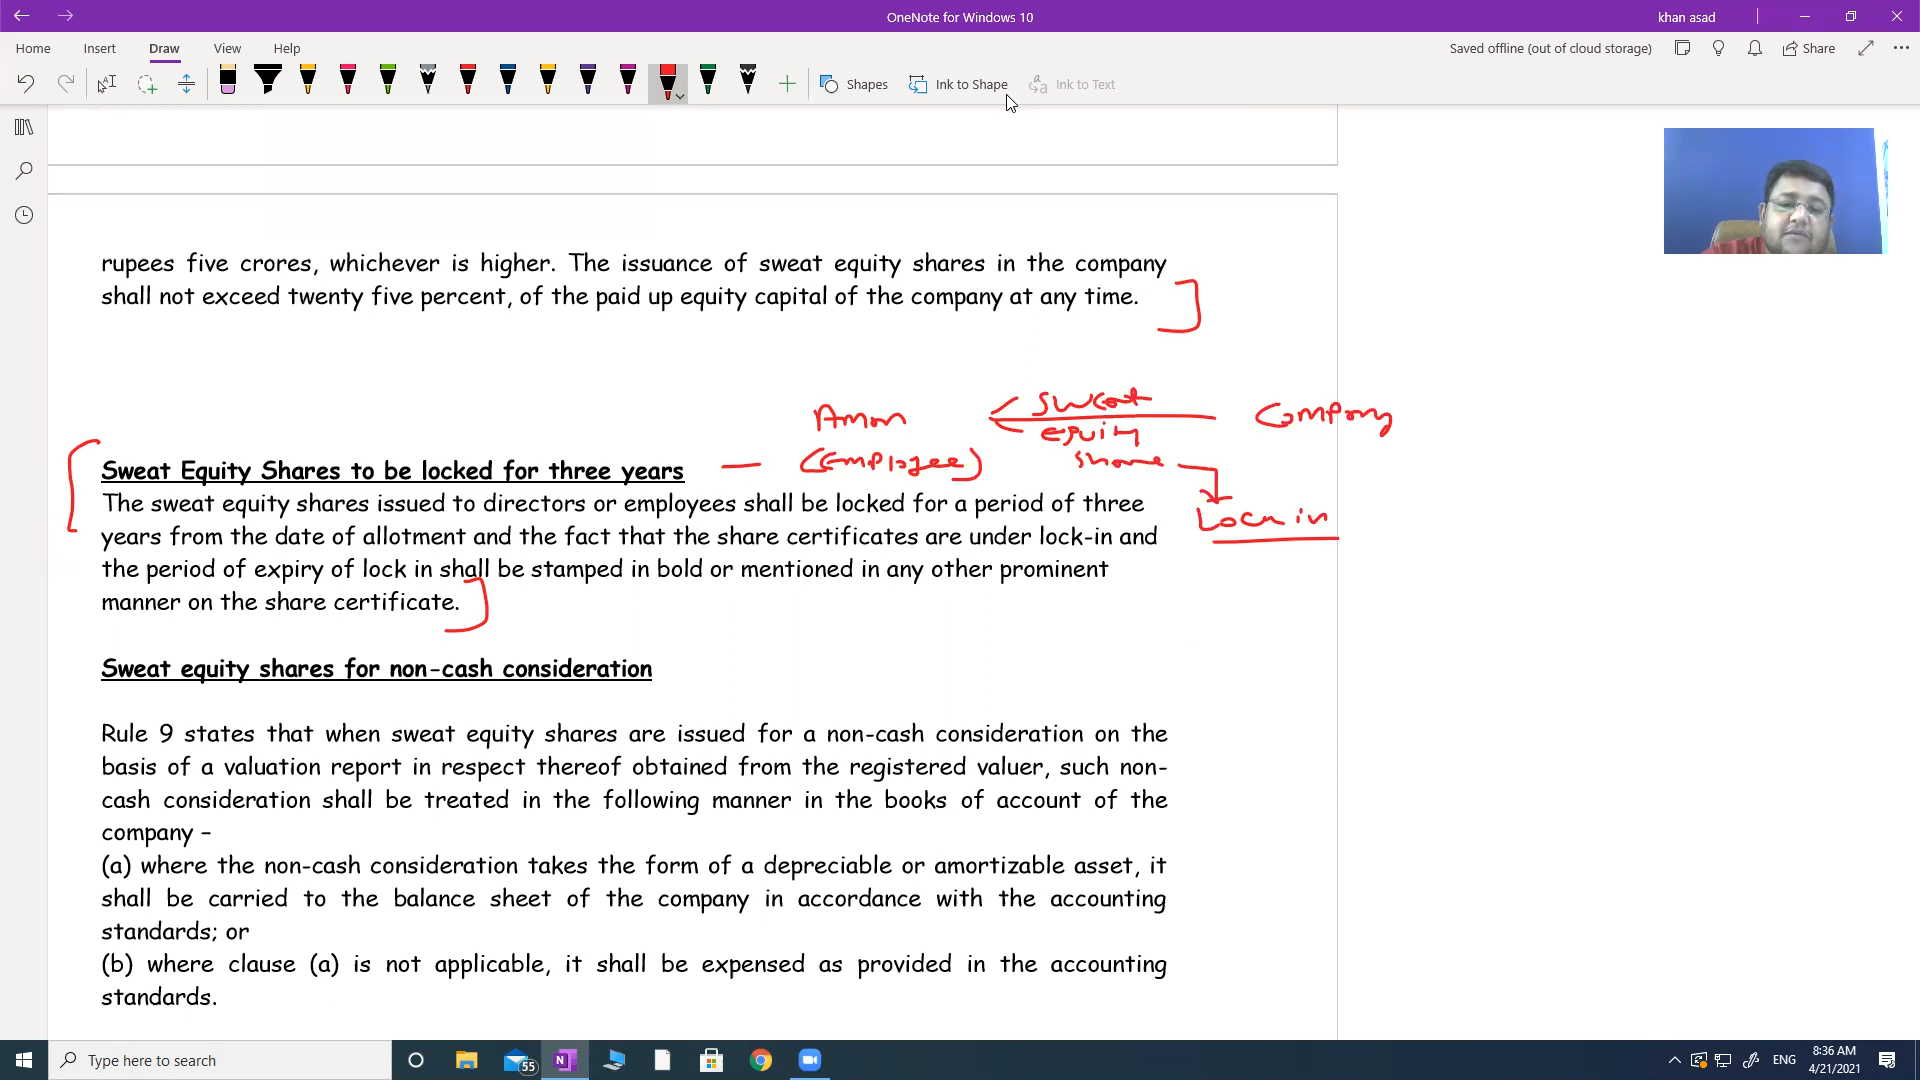 OneNote for Windows 10
khan asad
Home Insert Draw View Help
Saved offline (out of cloud storage)
Share
Shapes
Ink to Shape
Ink to Text
rupees five crores, whichever is higher. The issuance of sweat equity shares in the company
shall not exceed twenty five percent, of the paid up equity capital of the company at any time.
Aman
sweat
Company
equity
(Employee)
share
Sweat Equity Shares to be locked for three years
Lock in
The sweat equity shares issued to directors or employees shall be locked for a period of three
years from the date of allotment and the fact that the share certificates are under lock-in and
the period of expiry of lock in shall be stamped in bold or mentioned in any other prominent
manner on the share certificate.
Sweat equity shares for non-cash consideration
Rule 9 states that when sweat equity shares are issued for a non-cash consideration on the
basis of a valuation report in respect thereof obtained from the registered valuer, such non-
cash consideration shall be treated in the following manner in the books of account of the
company –
(a) where the non-cash consideration takes the form of a depreciable or amortizable asset, it
shall be carried to the balance sheet of the company in accordance with the accounting
standards; or
(b) where clause (a) is not applicable, it shall be expensed as provided in the accounting
standards.
Type here to search
55
ENG
8:36 AM
4/21/2021